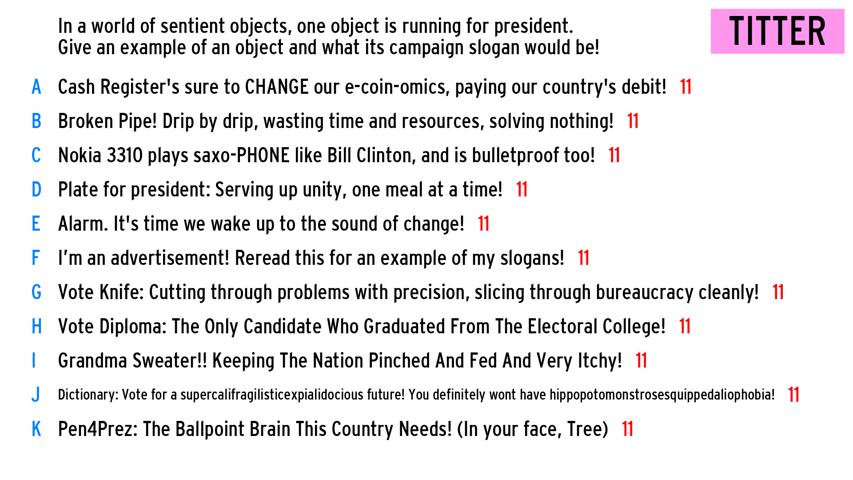 In a world of sentient objects, one object is running for president.
Give an example of an object and what its campaign slogan would be!
TITTER
A Cash Register's sure to CHANGE our e-coin-omics, paying our country's debit! 11
B Broken Pipe! Drip by drip, wasting time and resources, solving nothing! 11
C Nokia 3310 plays saxo-PHONE like Bill Clinton, and is bulletproof too! 11
D Plate for president: Serving up unity, one meal at a time! 11
E Alarm. It's time we wake up to the sound of change! 11
F I'm an advertisement! Reread this for an example of my slogans! 11
G Vote Knife: Cutting through problems with precision, slicing through bureaucracy cleanly! 11
H Vote Diploma: The Only Candidate Who Graduated From The Electoral College! 11
I Grandma Sweater!! Keeping The Nation Pinched And Fed And Very Itchy! 11
J Dictionary: Vote for a supercalifragilisticexpialidocious future! You definitely wont have hippopotomonstrosesquippedaliophobia! 11
K Pen4Prez: The Ballpoint Brain This Country Needs! (In your face, Tree) 11